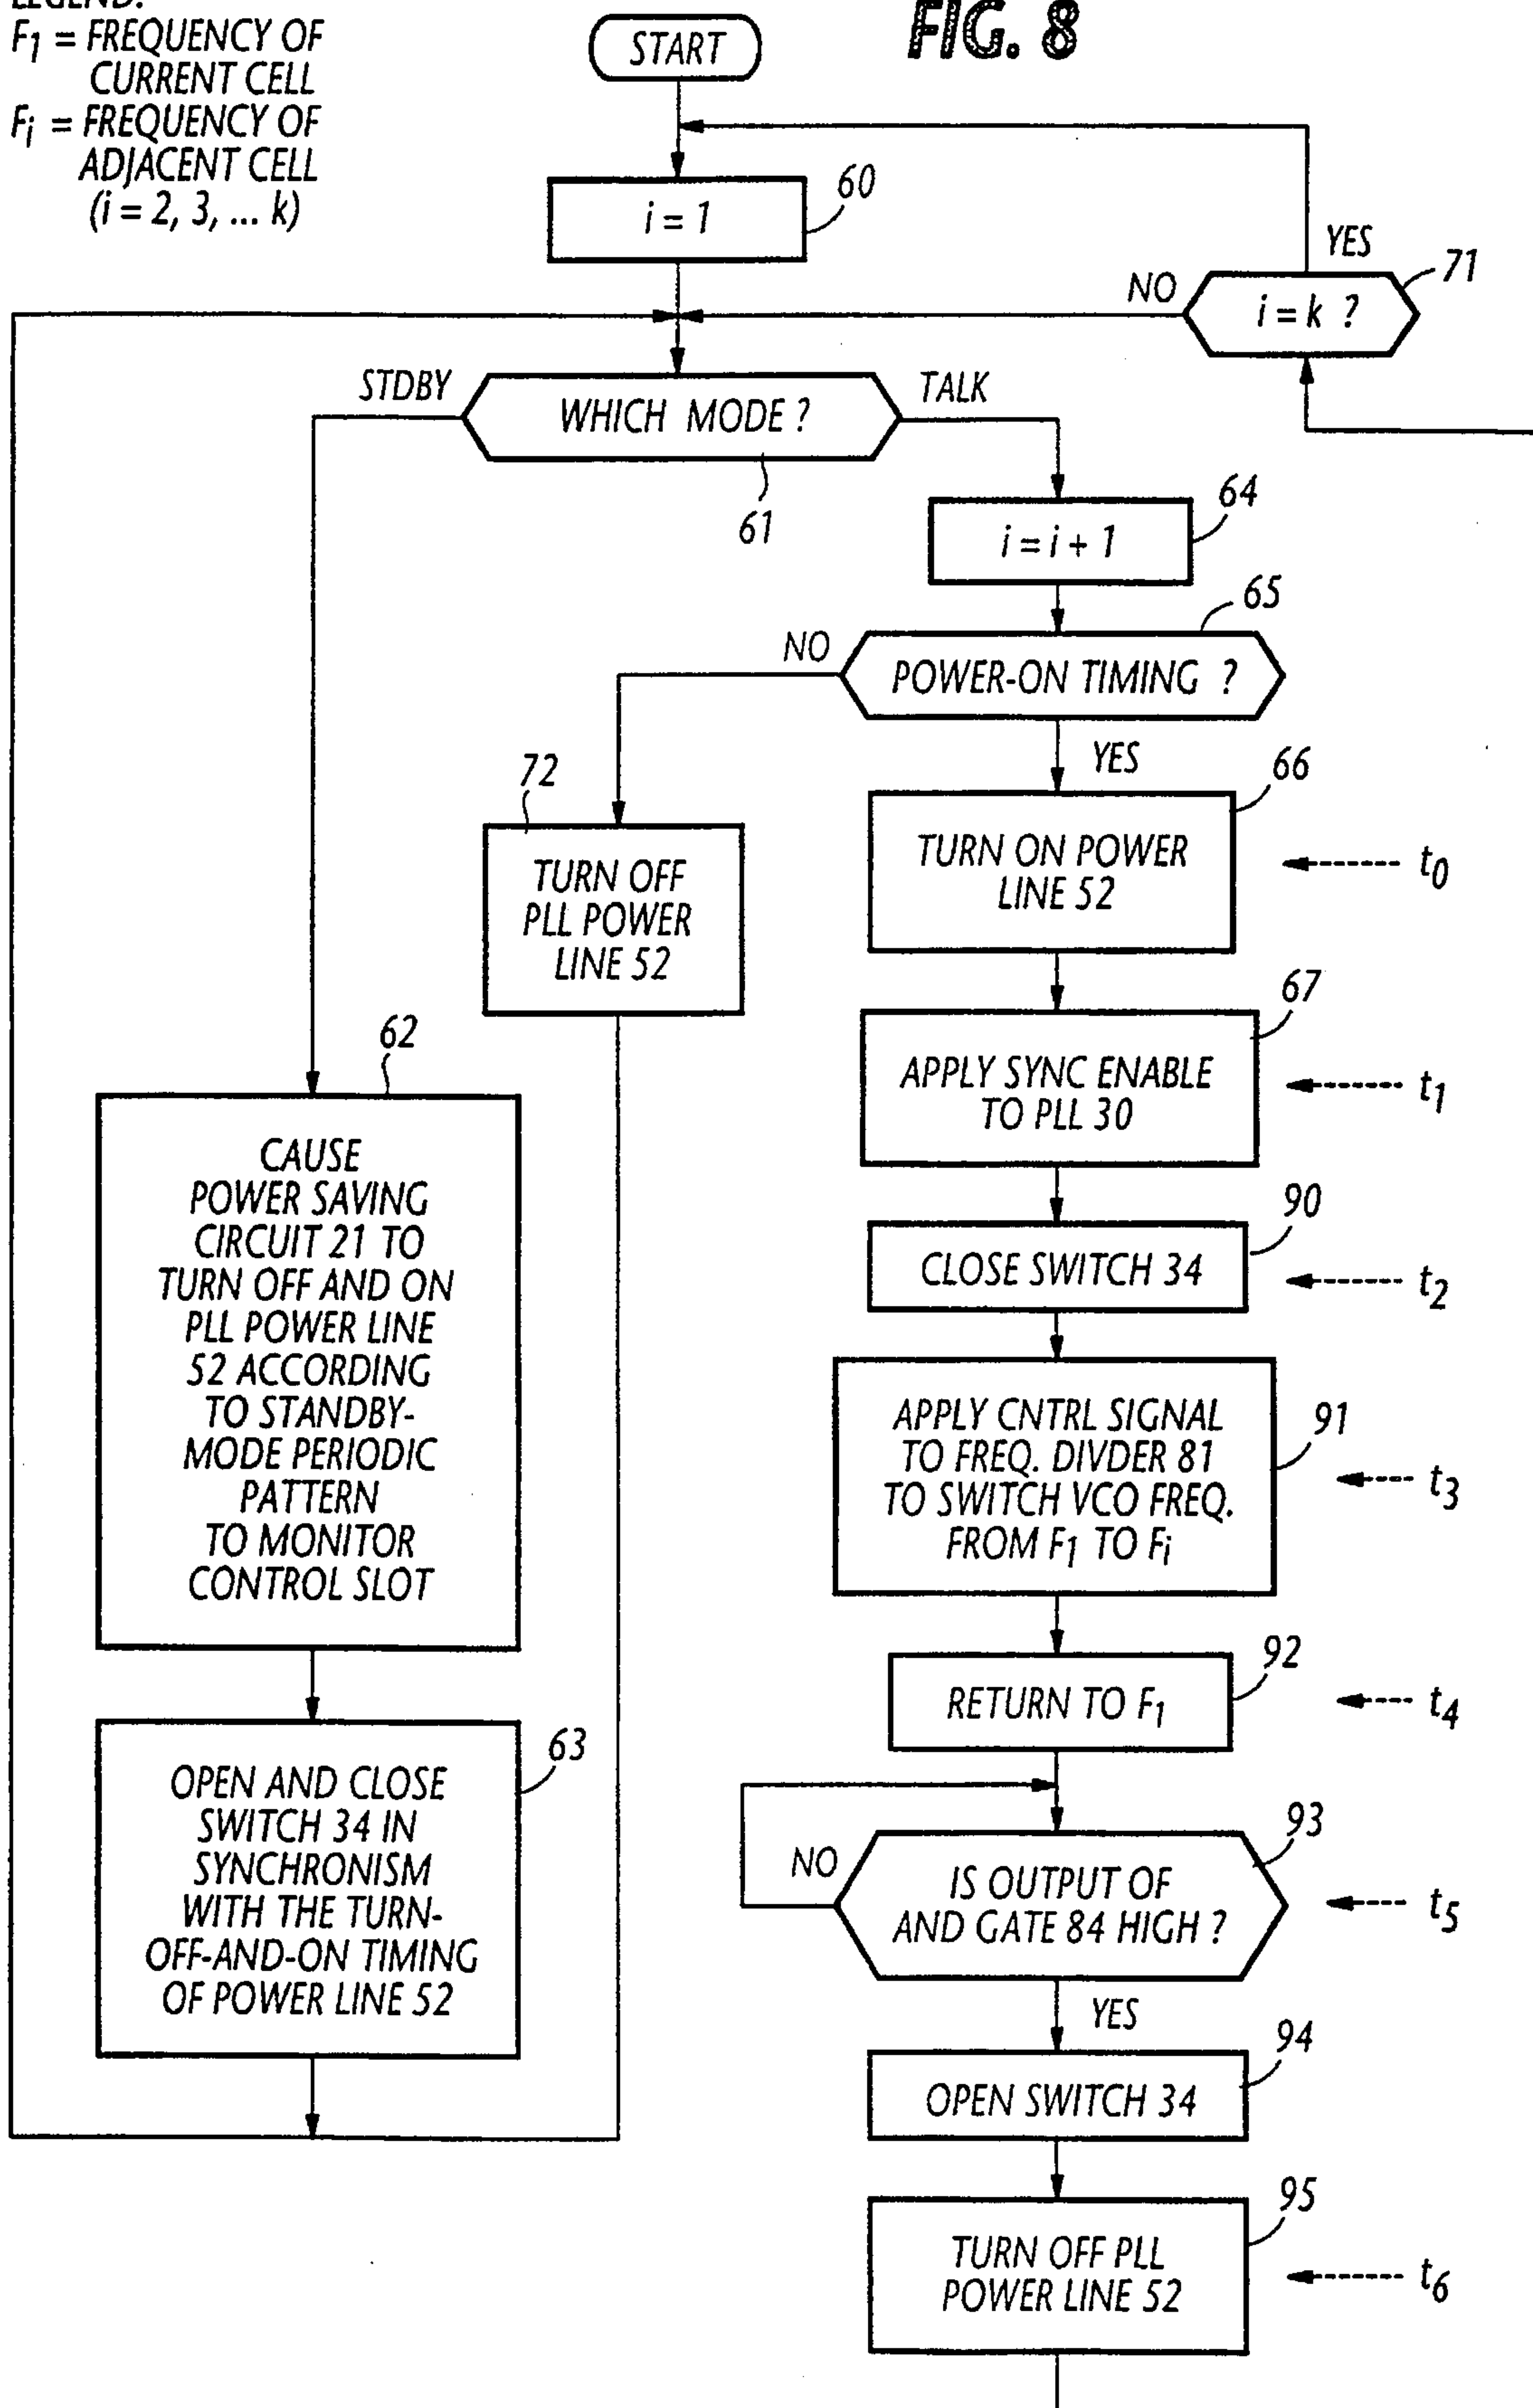 LEGEND:
F1 = FREQUENCY OF
CURRENT CELL
Fi = FREQUENCY OF
ADJACENT CELL
(i = 2, 3, ... k)
FIG. 8
START
i = 1
60
YES
71
NO
i = k ?
STDBY
WHICH MODE ?
TALK
61
64
i = i + 1
65
NO
POWER-ON TIMING ?
YES
72
TURN OFF
PLL POWER
LINE 52
66
TURN ON POWER
LINE 52
t0
67
APPLY SYNC ENABLE
TO PLL 30
t1
62
CAUSE
POWER SAVING
CIRCUIT 21 TO
TURN OFF AND ON
PLL POWER LINE
52 ACCORDING
TO STANDBY-
MODE PERIODIC
PATTERN
TO MONITOR
CONTROL SLOT
90
CLOSE SWITCH 34
t2
91
APPLY CNTRL SIGNAL
TO FREQ. DIVDER 81
TO SWITCH VCO FREQ.
FROM F1 TO Fi
t3
92
RETURN TO F1
t4
63
OPEN AND CLOSE
SWITCH 34 IN
SYNCHRONISM
WITH THE TURN-
OFF-AND-ON TIMING
OF POWER LINE 52
93
NO
IS OUTPUT OF
AND GATE 84 HIGH ?
t5
YES
94
OPEN SWITCH 34
95
TURN OFF PLL
POWER LINE 52
t6